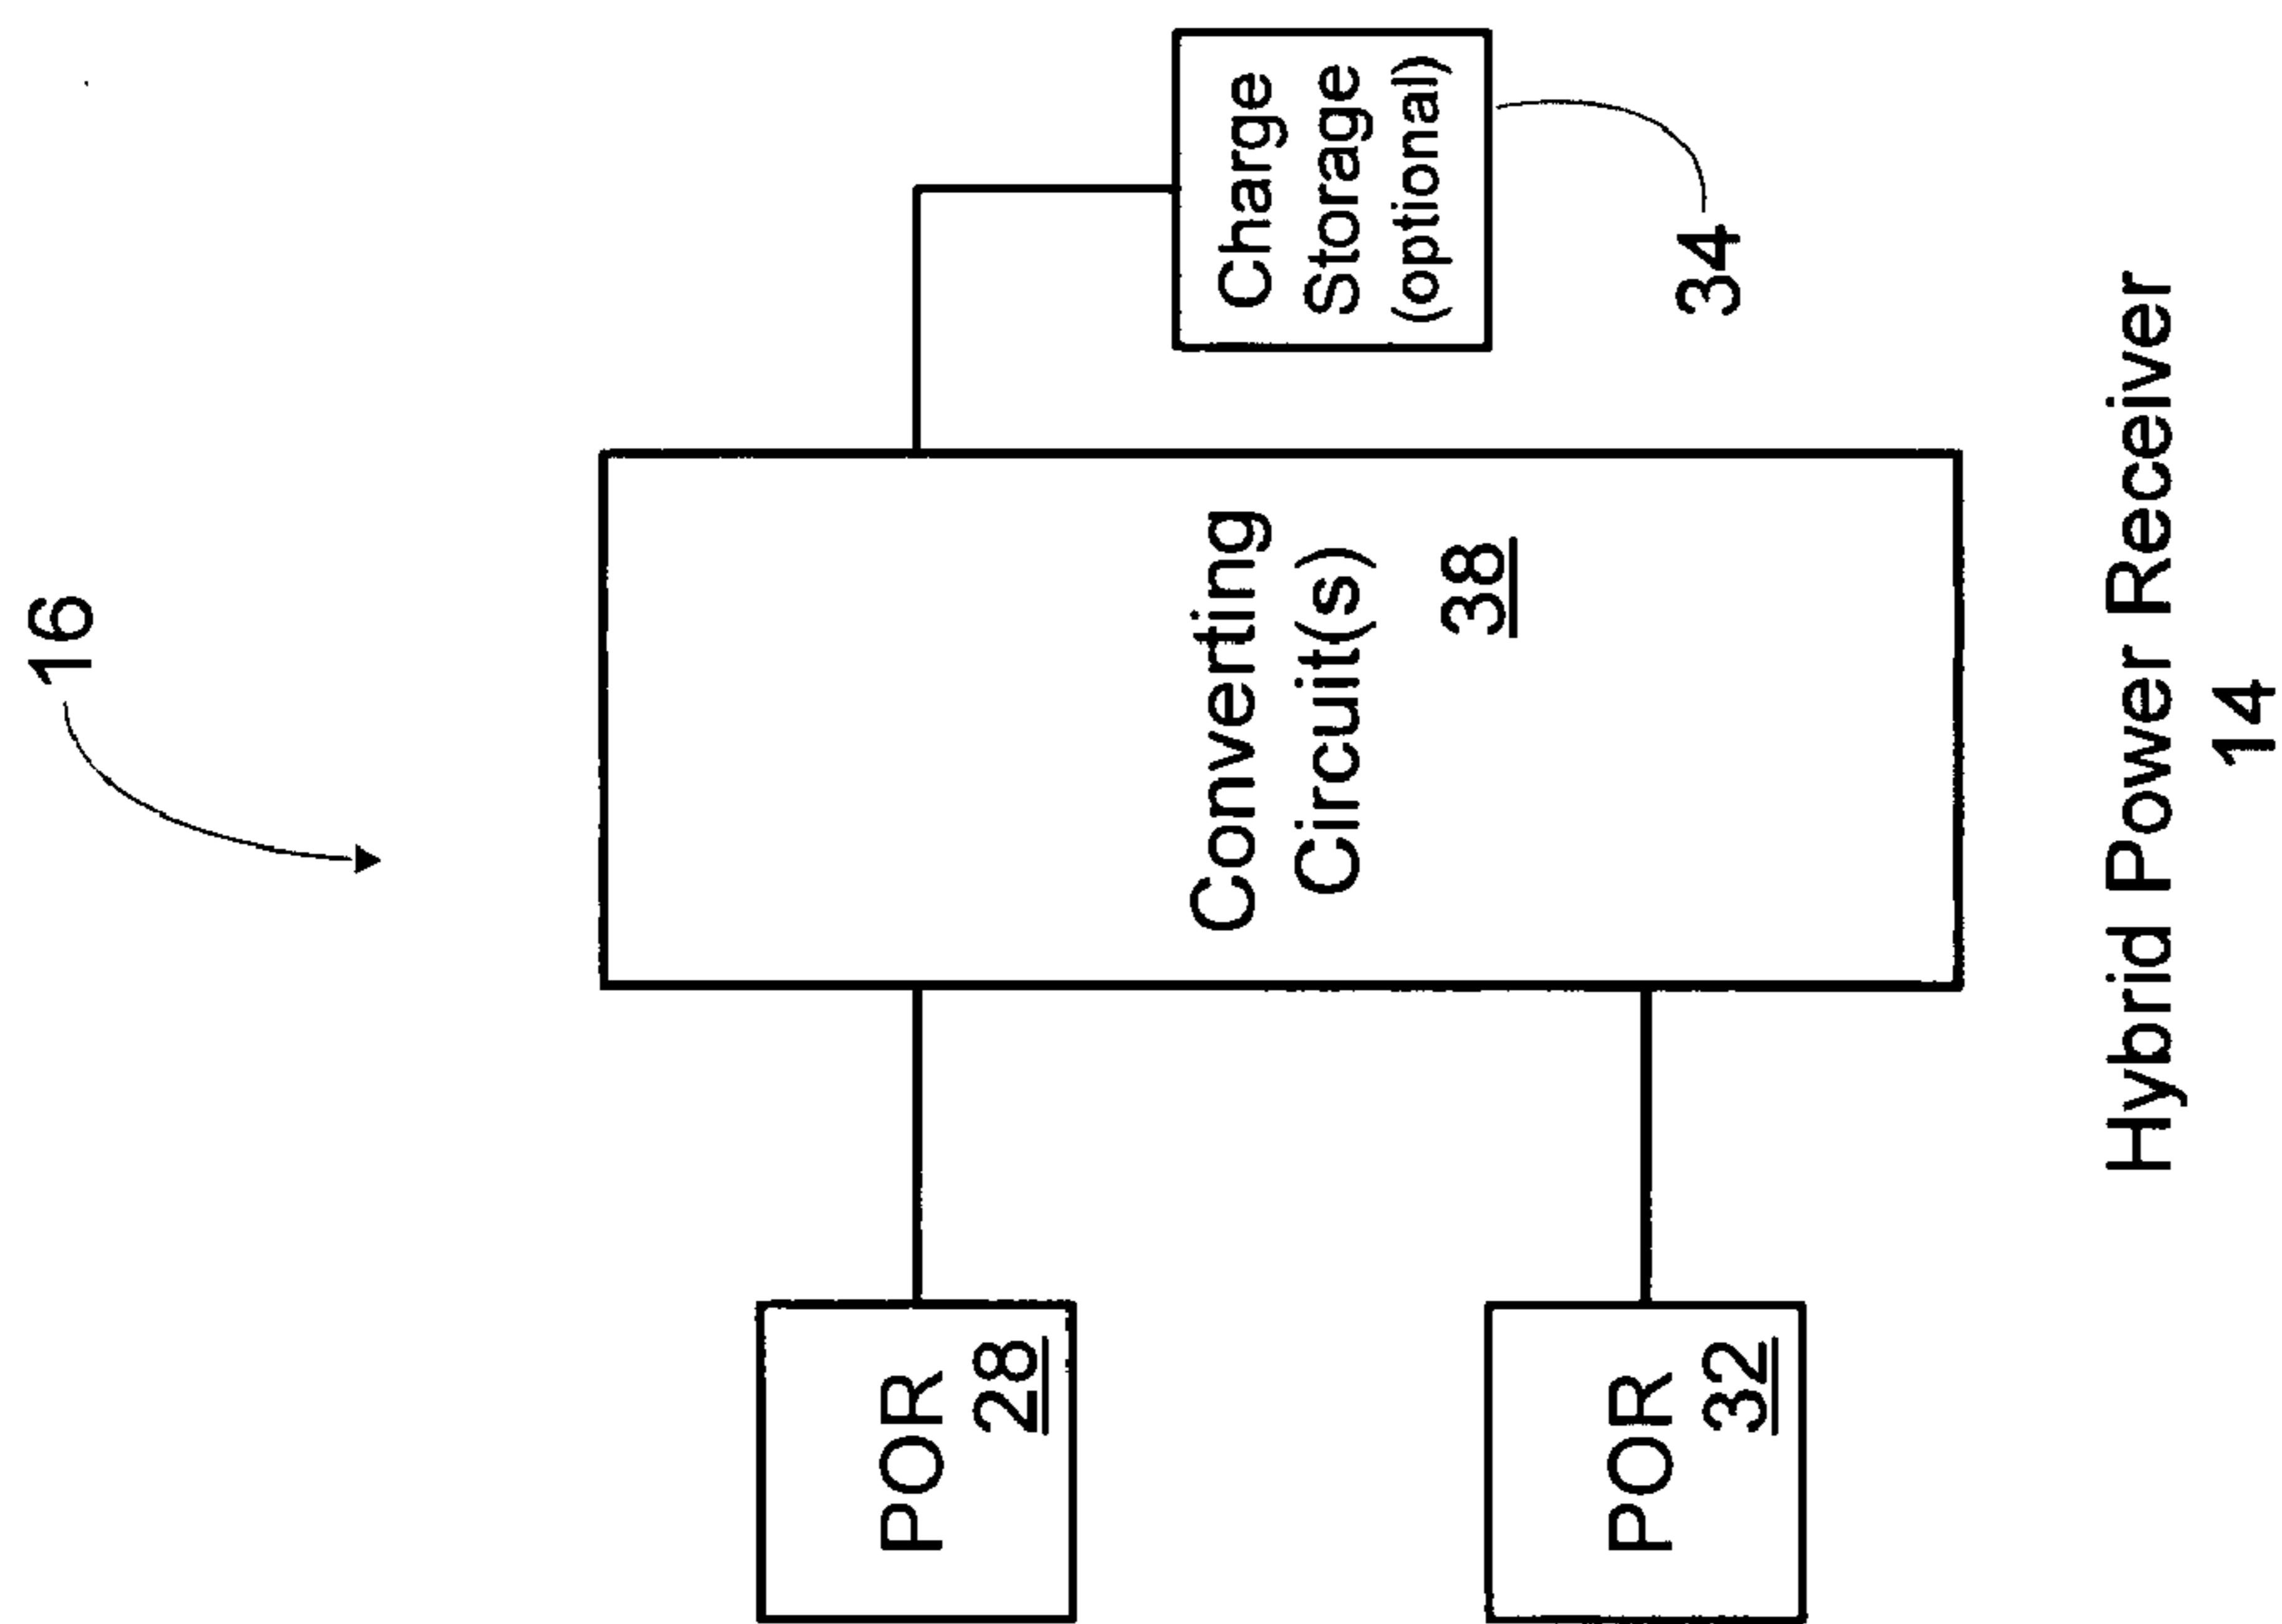 16
POR
28
POR
32
Converting
Circuit(s)
38
Charge
Storage
(optional)
34
Hybrid Power Receiver
14